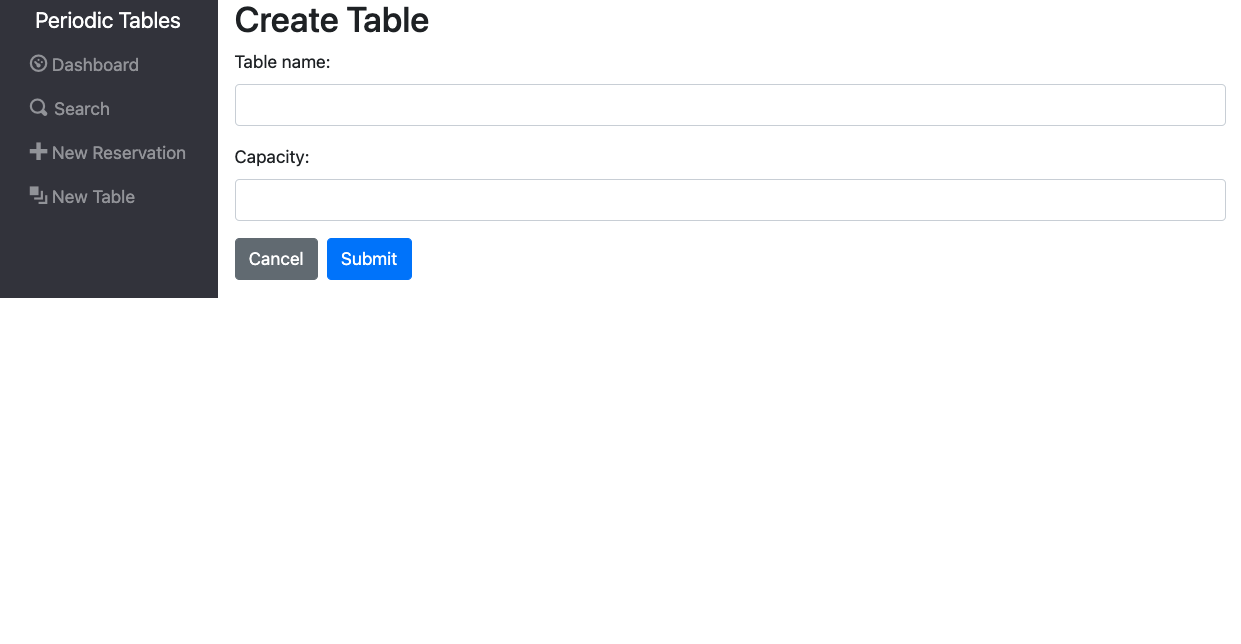 Periodic Tables
Dashboard
Search
New Reservation
New Table
Create Table
Table name:
Capacity:
Cancel
Submit